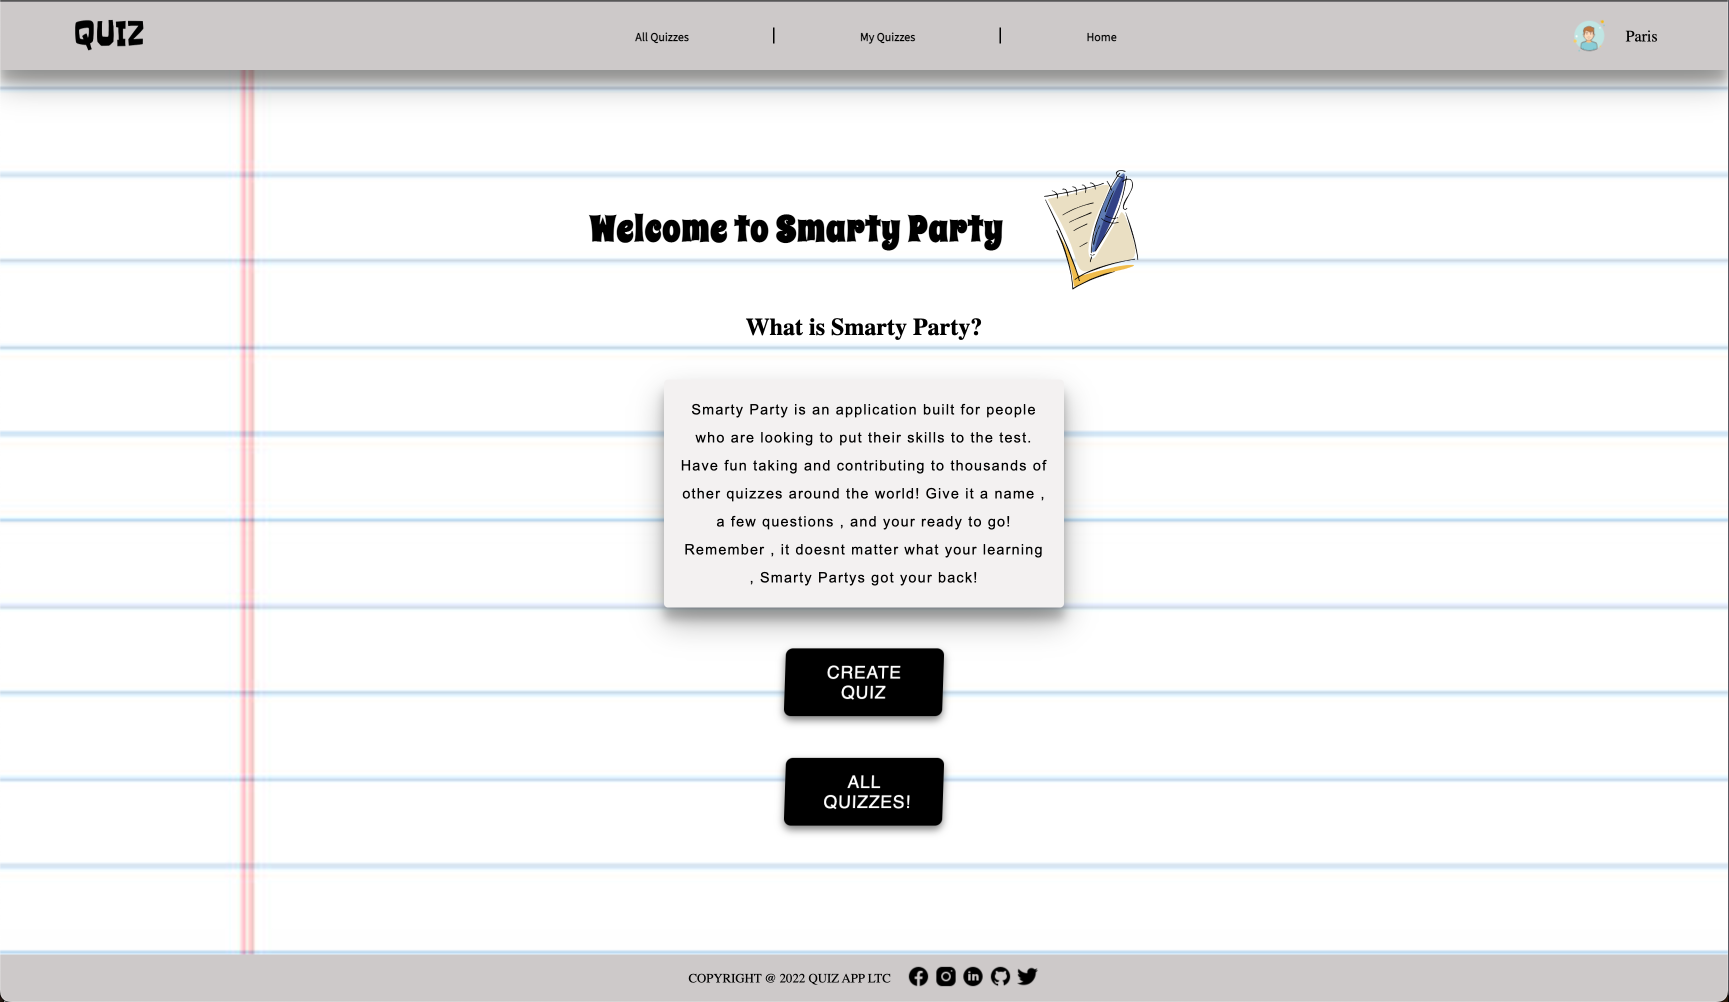 QUIZ
All Quizzes | My Quizzes | Home
Paris
Welcome to Smarty Party
What is Smarty Party?
Smarty Party is an application built for people
who are looking to put their skills to the test.
Have fun taking and contributing to thousands of
other quizzes around the world! Give it a name ,
a few questions , and your ready to go!
Remember , it doesnt matter what your learning
, Smarty Partys got your back!
CREATE
QUIZ
ALL
QUIZZES!
COPYRIGHT @ 2022 QUIZ APP LTC